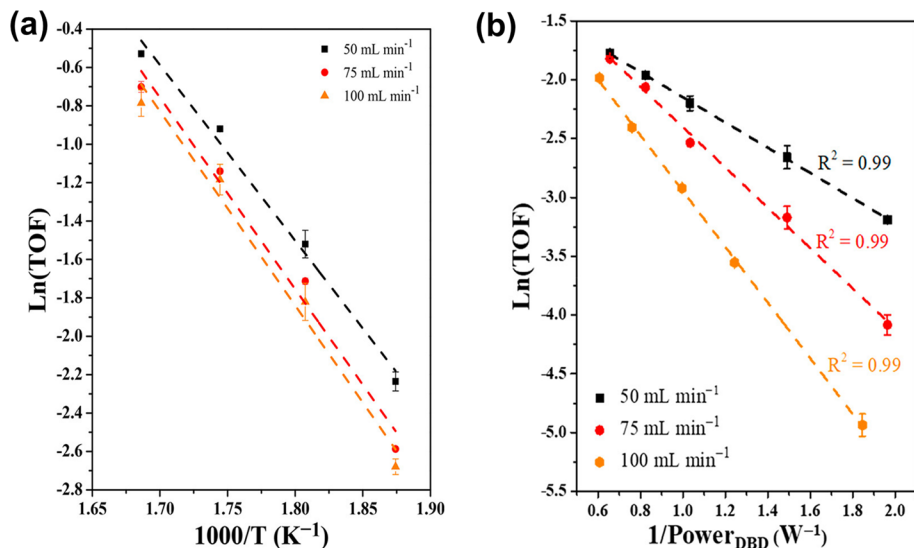 (a)
-0.4
-0.6
-0.8
-1.0
-1.2
-1.4
-1.6
-1.8
-2.0
-2.2
-2.4
-2.6
-2.8
Ln(TOF)
50 mL min⁻¹
75 mL min⁻¹
100 mL min⁻¹
1.65 1.70 1.75 1.80 1.85 1.90
1000/T (K⁻¹)
(b)
-1.5
-2.0
-2.5
-3.0
-3.5
-4.0
-4.5
-5.0
-5.5
Ln(TOF)
R² = 0.99
R² = 0.99
R² = 0.99
50 mL min⁻¹
75 mL min⁻¹
100 mL min⁻¹
0.6 0.8 1.0 1.2 1.4 1.6 1.8 2.0
1/Power_DBD (W⁻¹)